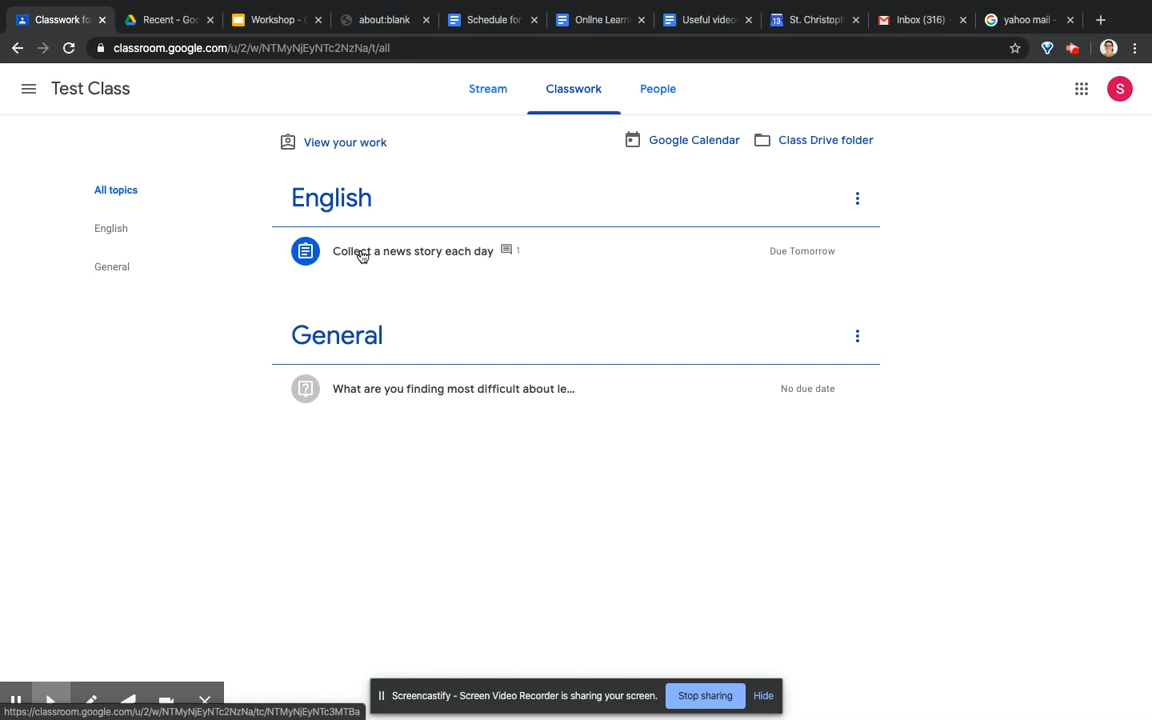 Classwork fo
Recent - Goo
Workshop - G
about:blank
Schedule for
Online Learn
Useful video
13
St. Christoph
Inbox (316) -
yahoo mail -
classroom.google.com/u/2/w/NTMyNjEyNTc2NzNa/t/all
Test Class
Stream
Classwork
People
S
View your work
Google Calendar
Class Drive folder
All topics
English
General
English
Collect a news story each day
1
Due Tomorrow
General
What are you finding most difficult about le...
No due date
Screencastify - Screen Video Recorder is sharing your screen.
Stop sharing
Hide
https://classroom.google.com/u/2/w/NTMyNjEyNTc2NzNa/tc/NTMyNjEyNTc3MTBa